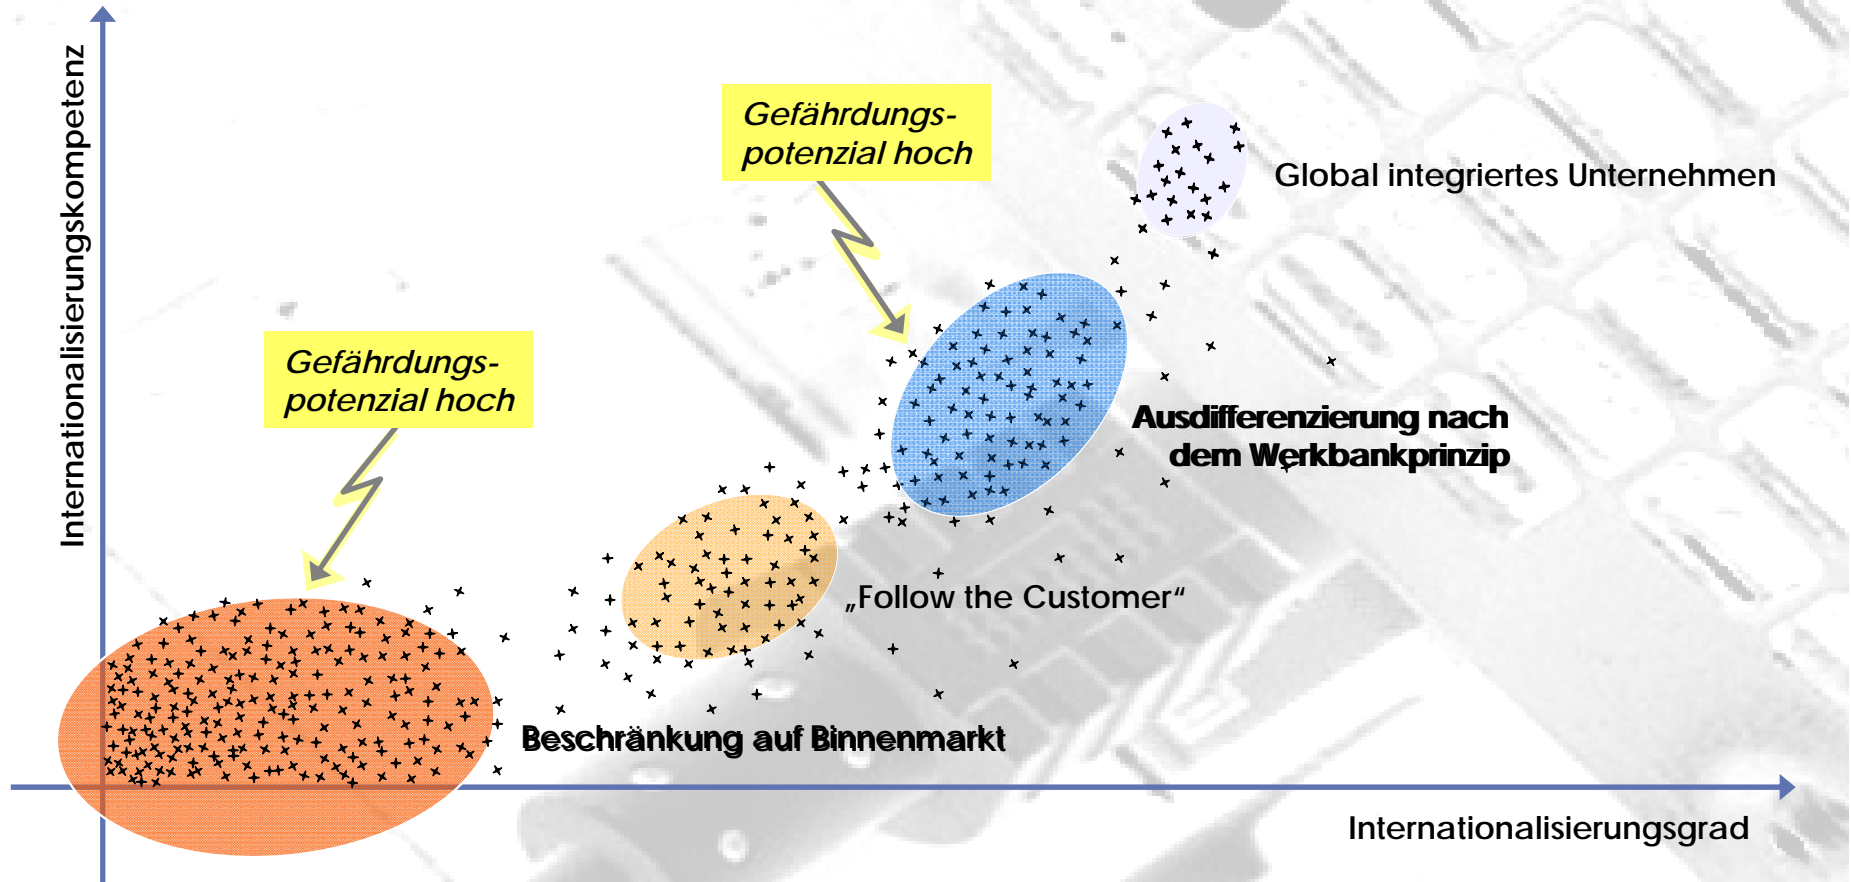 Internationalisierungskompetenz
Gefährdungs-
potenzial hoch
Global integriertes Unternehmen
Gefährdungs-
potenzial hoch
Ausdifferenzierung nach
dem Werkbankprinzip
„Follow the Customer“
Beschränkung auf Binnenmarkt
Internationalisierungsgrad